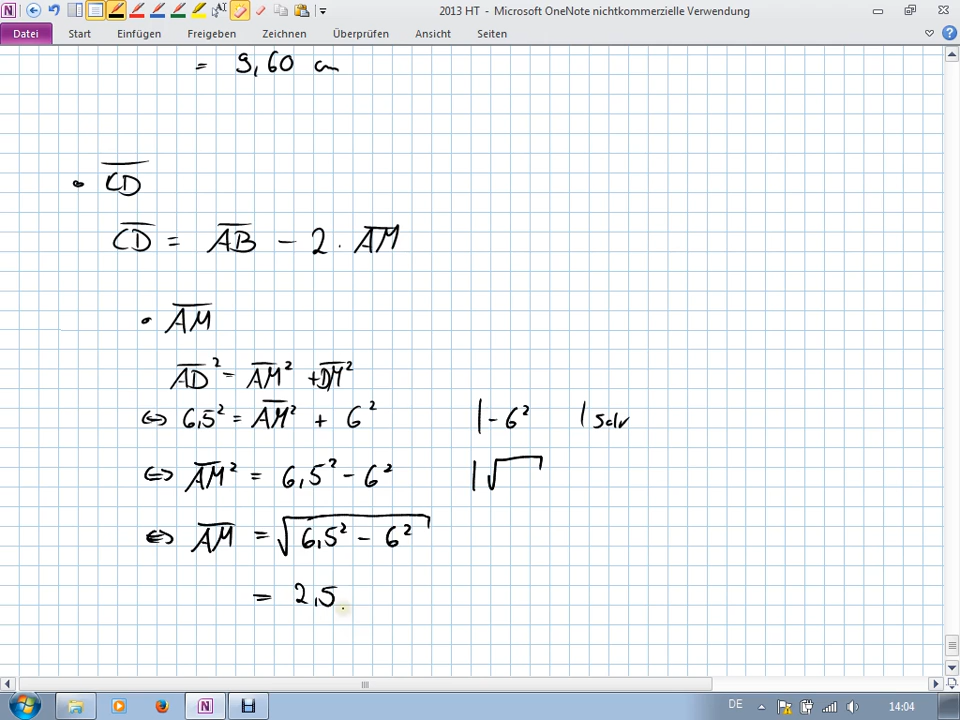 2013 HT - Microsoft OneNote nichtkommerzielle Verwendung
Datei Start Einfügen Freigeben Zeichnen Überprüfen Ansicht Seiten
= 9,60 cm
• CD
CD = AB - 2 · AM
• AM
AD² = AM² + DM²
⇔ 6,5² = AM² + 6² |-6² | solv
⇔ AM² = 6,5² - 6² |√
⇔ AM = √6,5² - 6²
= 2,5
DE 14:04